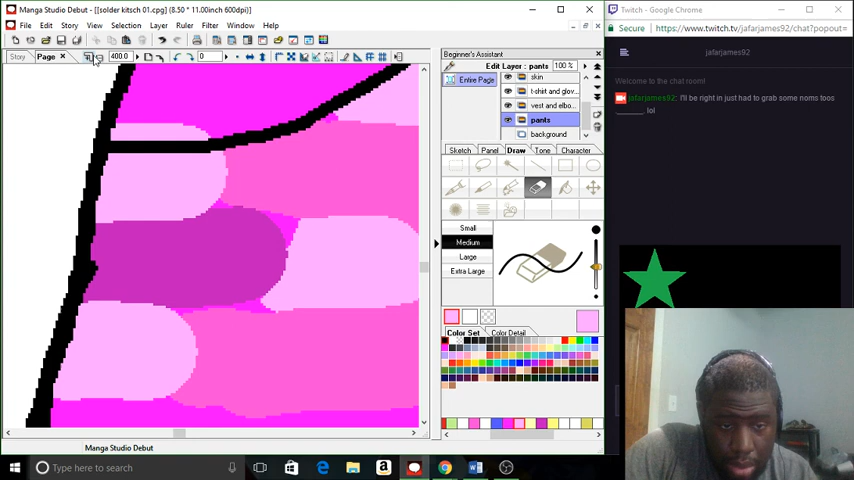 Manga Studio Debut - [solder kitsch 01.cpg (8.50 * 11.00inch 600dpi)]
Twitch - Google Chrome
File Edit Story View Selection Layer Ruler Filter Window Help
Secure https://www.twitch.tv/jafarjames92/chat?popout=
Story Page 400.0 0
Beginner's Assistant
jafarjames92
Edit Layer : pants 100 %
Entire Page
skin
t-shirt and glov...
vest and elbo...
pants
background
Welcome to the chat room!
jafarjames92: I'll be right in just had to grab some noms toos
lol
Sketch Panel Draw Tone Character
Small
Medium
Large
Extra Large
Color Set Color Detail
Manga Studio Debut
Type here to search